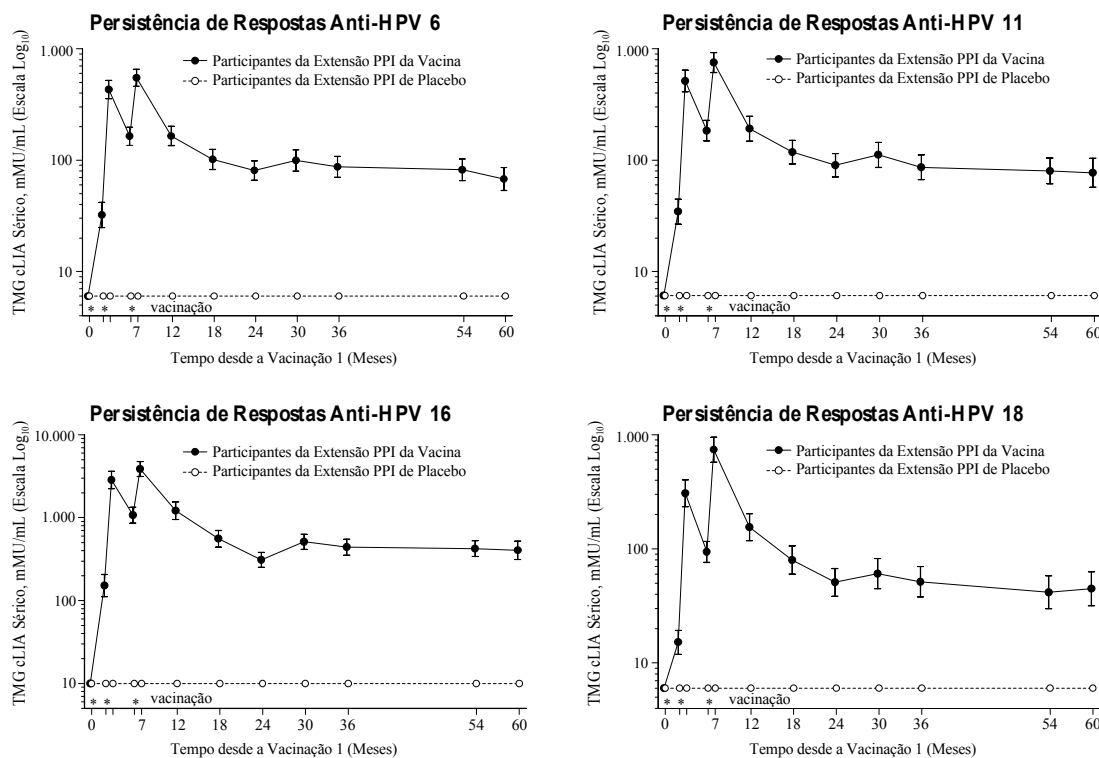 Persistência de Respostas Anti-HPV 6
TMG cLIA Sérico, mMU/mL (Escala Log10)
1.000
100
10
Participantes da Extensão PPI da Vacina
Participantes da Extensão PPI de Placebo
* * * vacinação
0 7 12 18 24 30 36 54 60
Tempo desde a Vacinação 1 (Meses)
Persistência de Respostas Anti-HPV 11
TMG cLIA Sérico, mMU/mL (Escala Log10)
1.000
100
10
Participantes da Extensão PPI da Vacina
Participantes da Extensão PPI de Placebo
* * * vacinação
0 7 12 18 24 30 36 54 60
Tempo desde a Vacinação 1 (Meses)
Persistência de Respostas Anti-HPV 16
TMG cLIA Sérico, mMU/mL (Escala Log10)
10.000
1.000
100
10
Participantes da Extensão PPI da Vacina
Participantes da Extensão PPI de Placebo
* * * vacinação
0 7 12 18 24 30 36 54 60
Tempo desde a Vacinação 1 (Meses)
Persistência de Respostas Anti-HPV 18
TMG cLIA Sérico, mMU/mL (Escala Log10)
1.000
100
10
Participantes da Extensão PPI da Vacina
Participantes da Extensão PPI de Placebo
* * * vacinação
0 7 12 18 24 30 36 54 60
Tempo desde a Vacinação 1 (Meses)